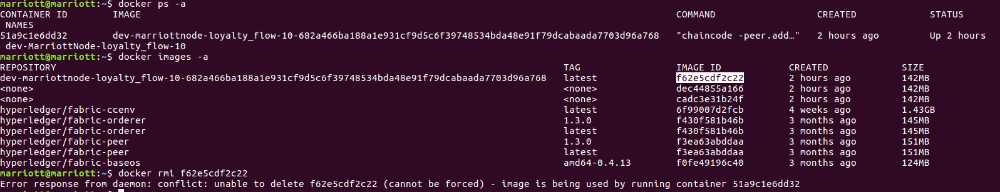 marriott@marriott:~$ docker ps -a
CONTAINER ID        IMAGE                                                                                                COMMAND                  CREATED             STATUS
 NAMES
51a9c1e6dd32        dev-marriottnode-loyalty_flow-10-682a466ba188a1e931cf9d5c6f39748534bda48e91f79dcabaada7703d96a768   "chaincode -peer.add…"   2 hours ago         Up 2 hours
 dev-MarriottNode-loyalty_flow-10
marriott@marriott:~$ docker images -a
REPOSITORY                                                                                          TAG                 IMAGE ID            CREATED             SIZE
dev-marriottnode-loyalty_flow-10-682a466ba188a1e931cf9d5c6f39748534bda48e91f79dcabaada7703d96a768   latest              f62e5cdf2c22        2 hours ago         142MB
<none>                                                                                              <none>              dec44855a166        2 hours ago         142MB
<none>                                                                                              <none>              cadc3e31b24f        2 hours ago         142MB
hyperledger/fabric-ccenv                                                                            latest              6f99007d2fcb        4 weeks ago         1.43GB
hyperledger/fabric-orderer                                                                          1.3.0               f430f581b46b        3 months ago        145MB
hyperledger/fabric-orderer                                                                          latest              f430f581b46b        3 months ago        145MB
hyperledger/fabric-peer                                                                             1.3.0               f3ea63abddaa        3 months ago        151MB
hyperledger/fabric-peer                                                                             latest              f3ea63abddaa        3 months ago        151MB
hyperledger/fabric-baseos                                                                           amd64-0.4.13        f0fe49196c40        3 months ago        124MB
marriott@marriott:~$ docker rmi f62e5cdf2c22
Error response from daemon: conflict: unable to delete f62e5cdf2c22 (cannot be forced) - image is being used by running container 51a9c1e6dd32